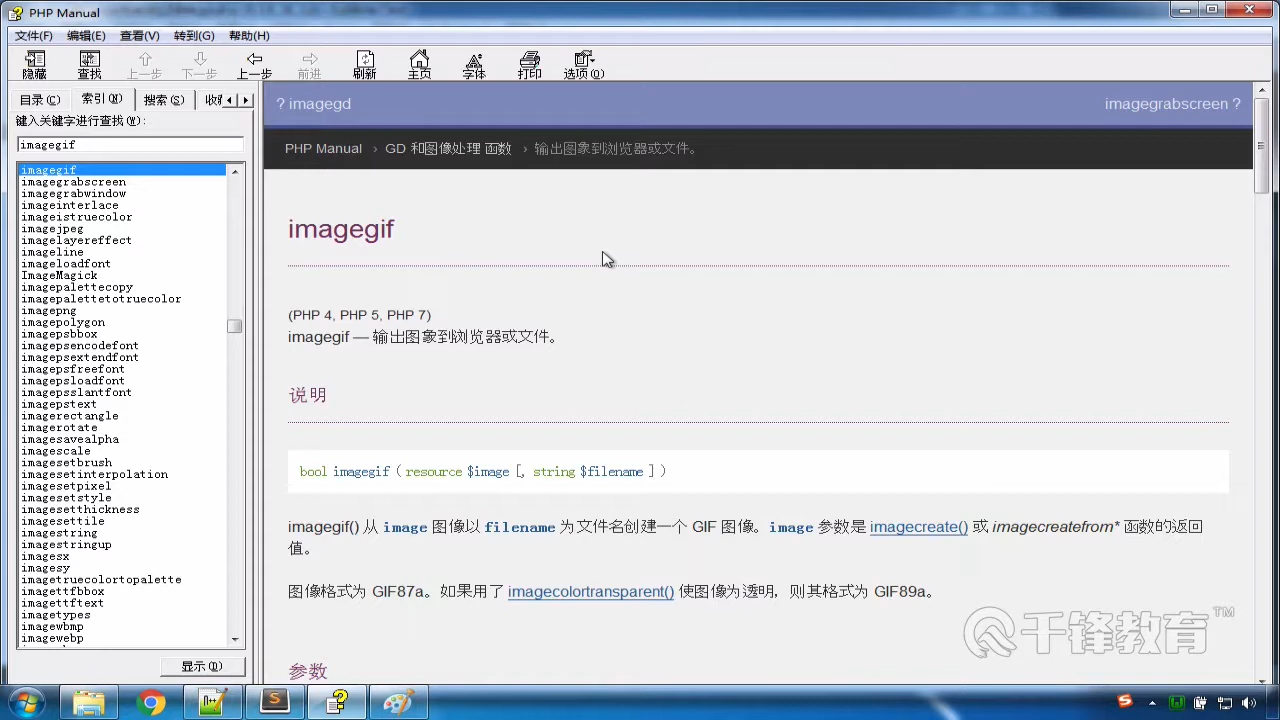 PHP Manual
文件(F) 编辑(E) 查看(V) 转到(G) 帮助(H)
隐藏 查找 上一步 下一步 上一步 前进 刷新 主页 字体 打印 选项(O)
目录(C) 索引(N) 搜索(S)
键入关键字进行查找(W):
imagegif
imagegif
imagegrabscreen
imagegrabwindow
imageinterlace
imageistruecolor
imagejpeg
imagelayereffect
imageline
imageloadfont
ImageMagick
imagepalettecopy
imagepalettetotruecolor
imagepng
imagepolygon
imagepsbbox
imagepsencodefont
imagepsextendfont
imagepsfreefont
imagepsloadfont
imagepsslantfont
imagepstext
imagerectangle
imagerotate
imagesavealpha
imagescale
imagesetbrush
imagesetinterpolation
imagesetpixel
imagesetstyle
imagesetthickness
imagesettile
imagestring
imagestringup
imagesx
imagesy
imagetruecolortopalette
imagettfbbox
imagettftext
imagetypes
imagewbmp
imagewebp
显示(D)
? imagegd imagegrabscreen ?
PHP Manual › GD 和图像处理 函数 › 输出图象到浏览器或文件。
imagegif
(PHP 4, PHP 5, PHP 7)
imagegif — 输出图象到浏览器或文件。
说明
bool imagegif ( resource $image [, string $filename ] )
imagegif() 从 image 图像以 filename 为文件名创建一个 GIF 图像。image 参数是 imagecreate() 或 imagecreatefrom* 函数的返回
值。
图像格式为 GIF87a。如果用了 imagecolortransparent() 使图像为透明，则其格式为 GIF89a。
千锋教育™
参数